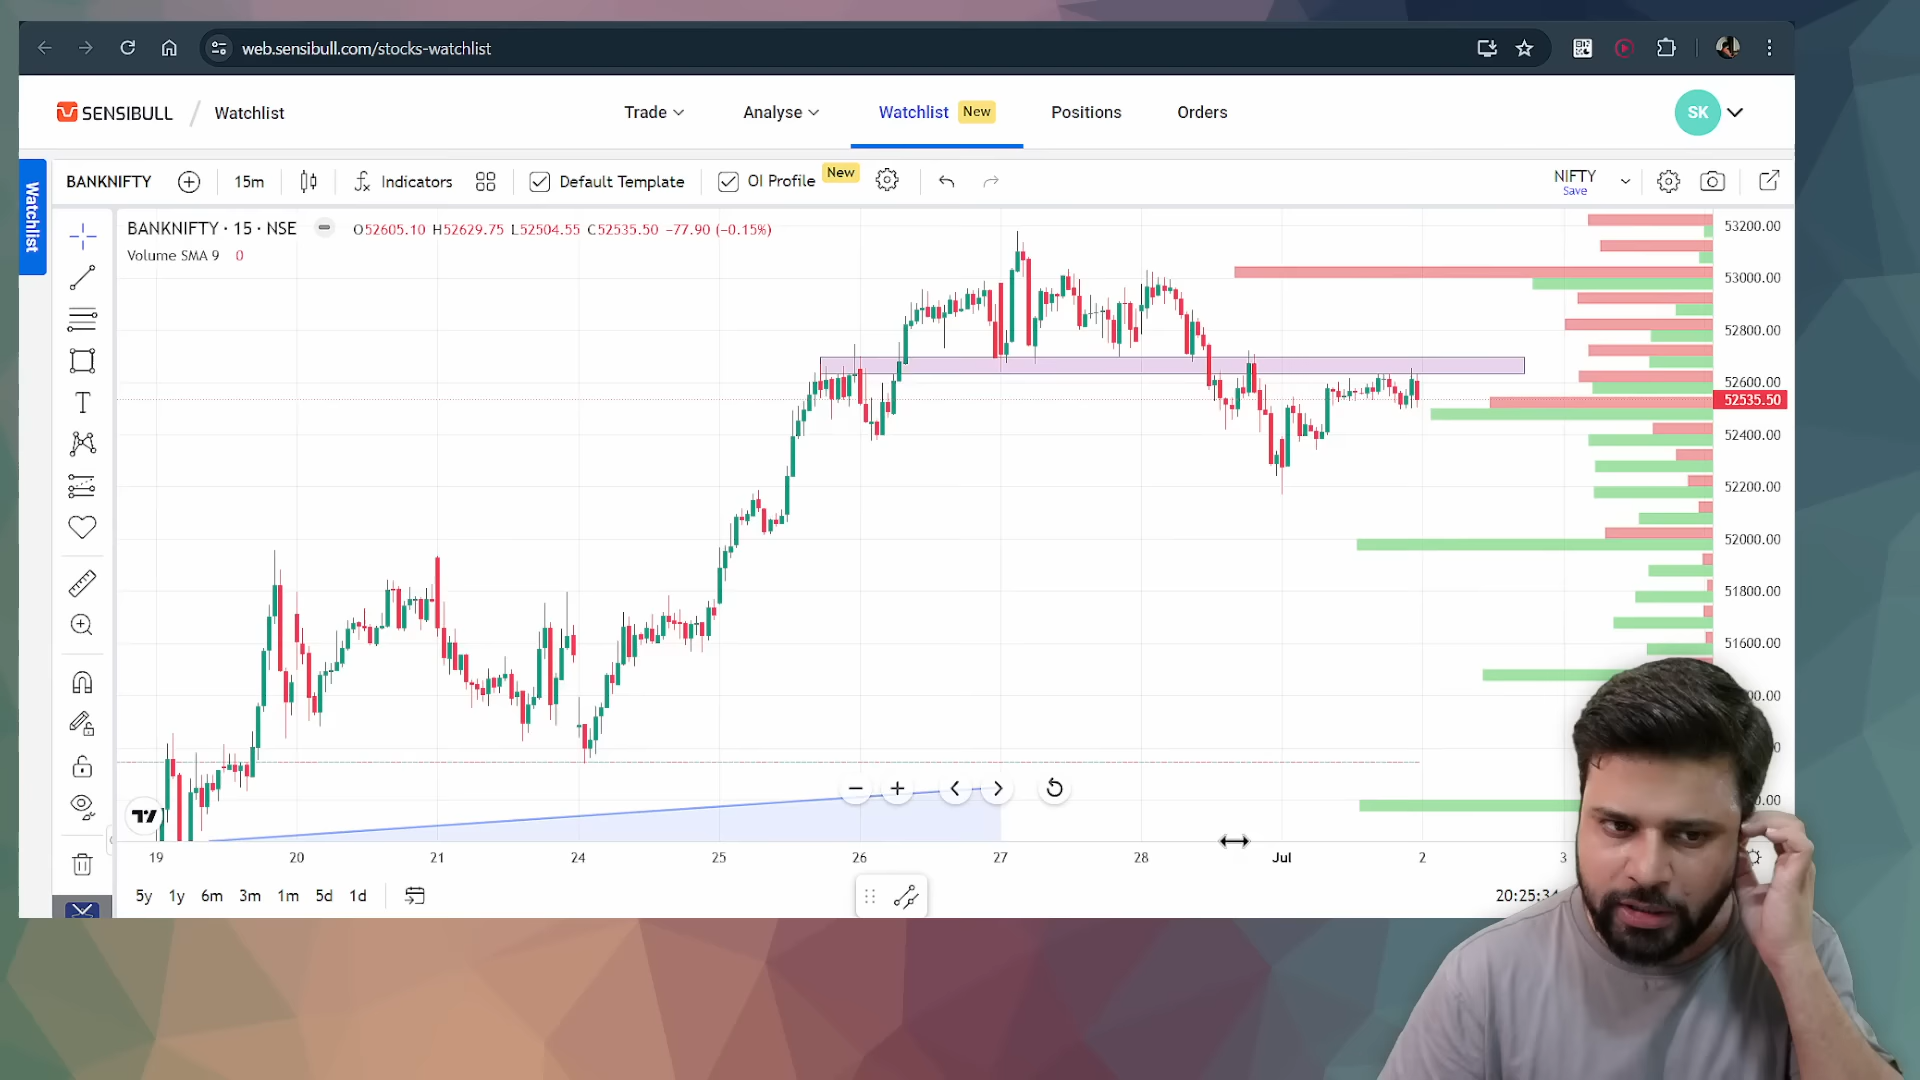 web.sensibull.com/stocks-watchlist
SENSIBULL / Watchlist
Trade
Analyse
Watchlist New
Positions
Orders
SK
Watchlist
BANKNIFTY
15m
Indicators
Default Template
OI Profile New
NIFTY
Save
BANKNIFTY · 15 · NSE O52605.10 H52629.75 L52504.55 C52535.50 −77.90 (−0.15%)
Volume SMA 9 0
53200.00
53000.00
52800.00
52600.00
52535.50
52400.00
52200.00
52000.00
51800.00
51600.00
19 20 21 24 25 26 27 28 Jul 2 3
5y 1y 6m 3m 1m 5d 1d